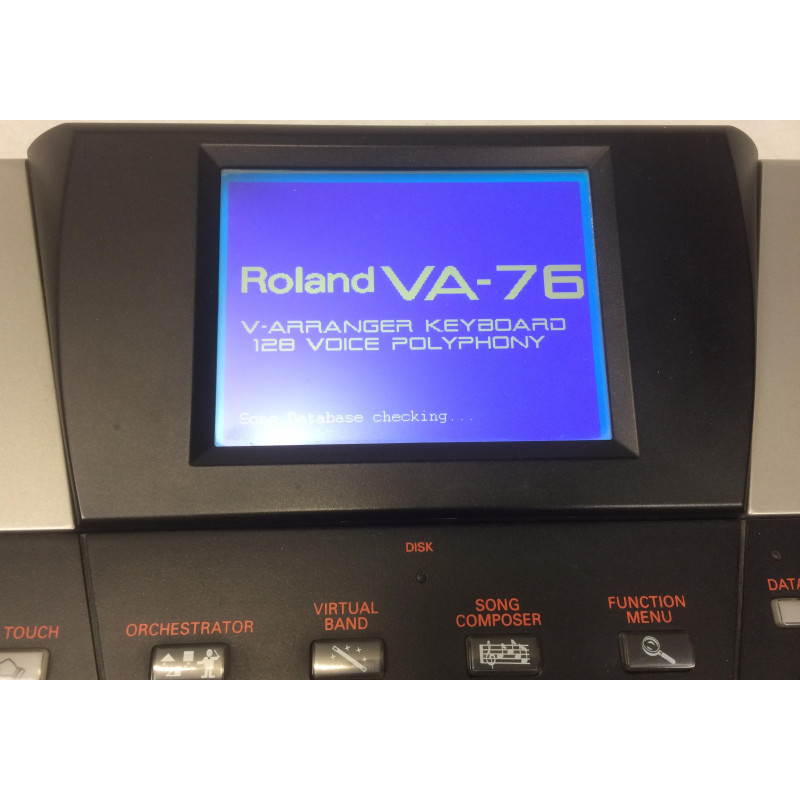 Roland VA-76
V-ARRANGER KEYBOARD
128 VOICE POLYPHONY
Song Database checking...
DISK
TOUCH
ORCHESTRATOR
VIRTUAL
BAND
SONG
COMPOSER
FUNCTION
MENU
DATA